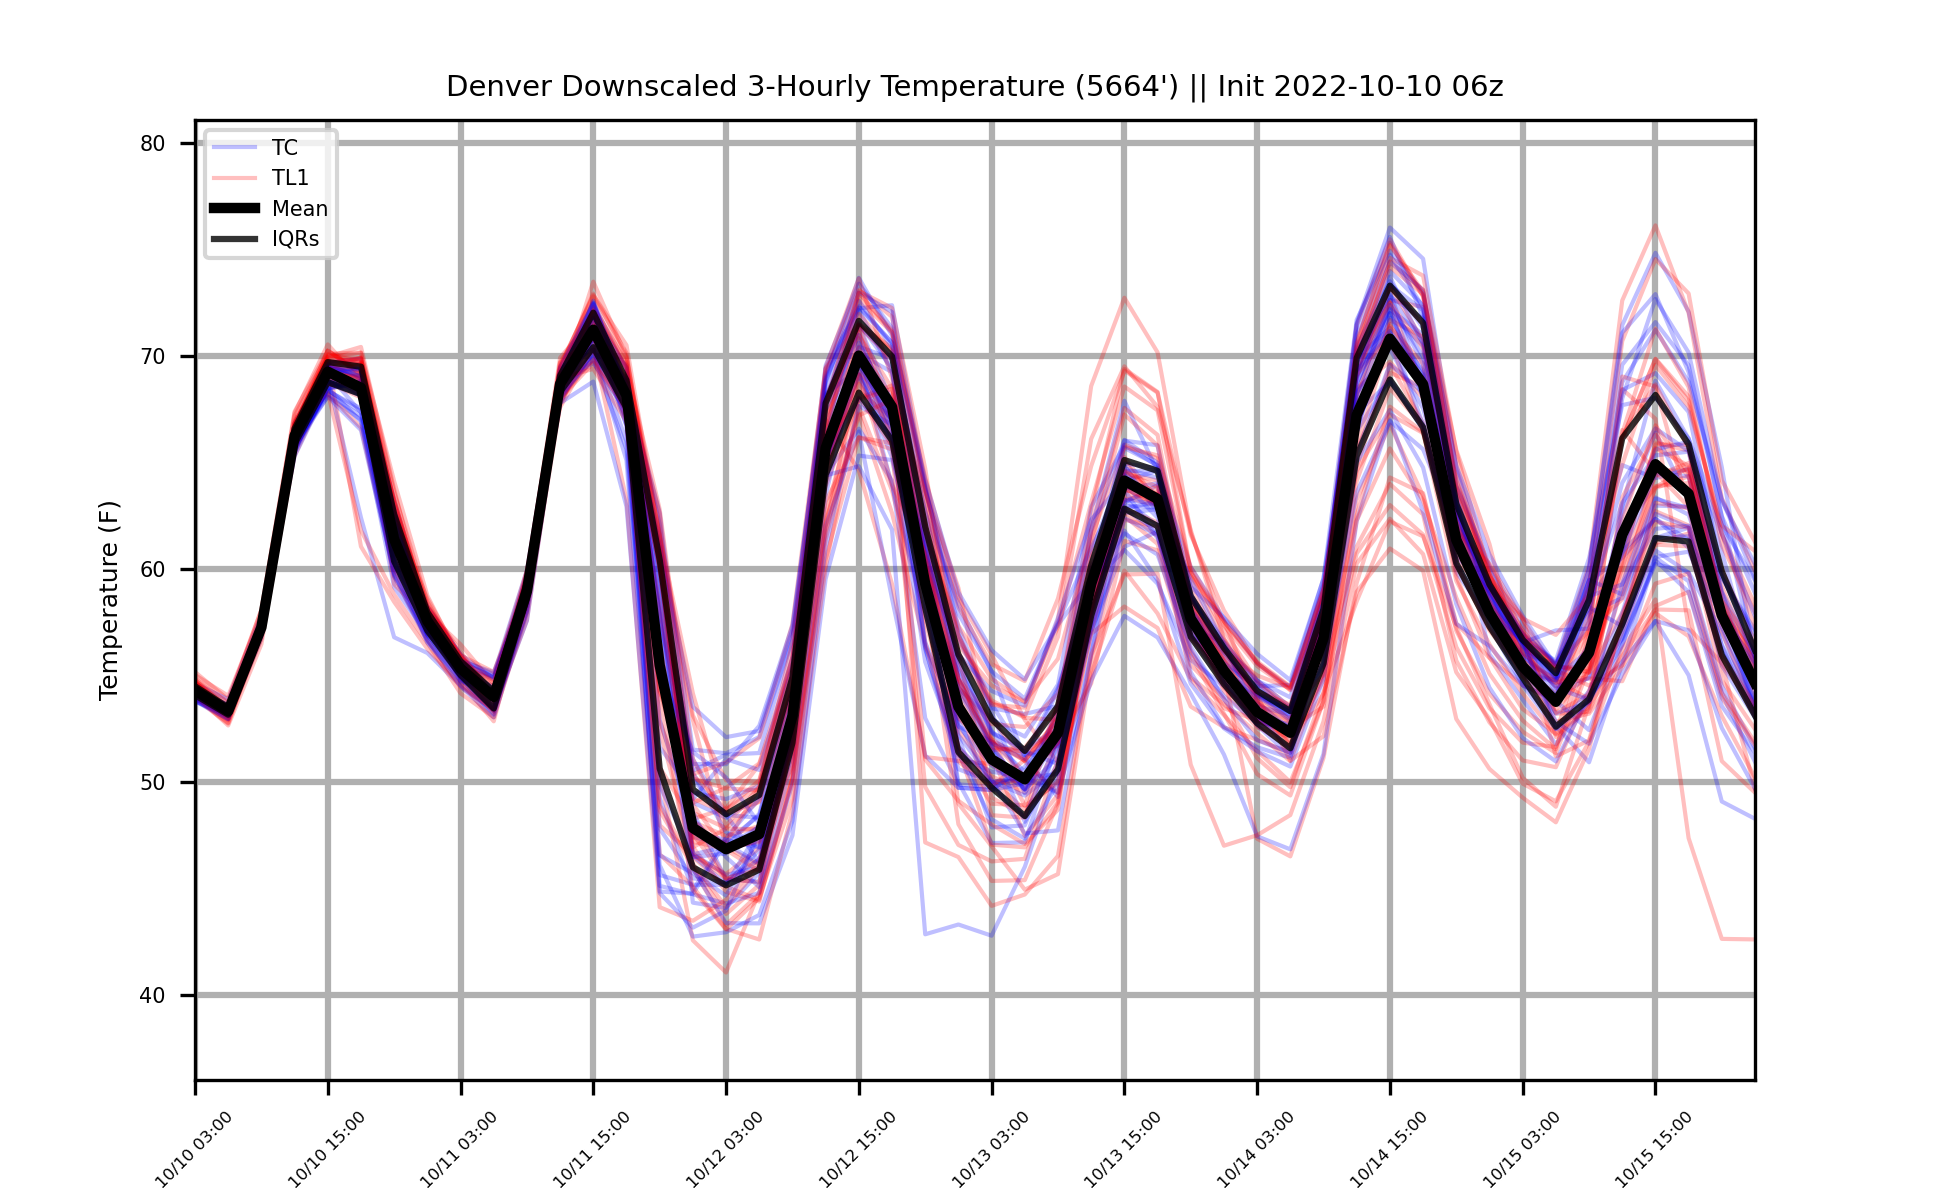 Denver Downscaled 3-Hourly Temperature (5664') || Init 2022-10-10 06z
TC
TL1
Mean
IQRs
Temperature (F)
80
70
60
50
40
10/10 03:00
10/10 15:00
10/11 03:00
10/11 15:00
10/12 03:00
10/12 15:00
10/13 03:00
10/13 15:00
10/14 03:00
10/14 15:00
10/15 03:00
10/15 15:00